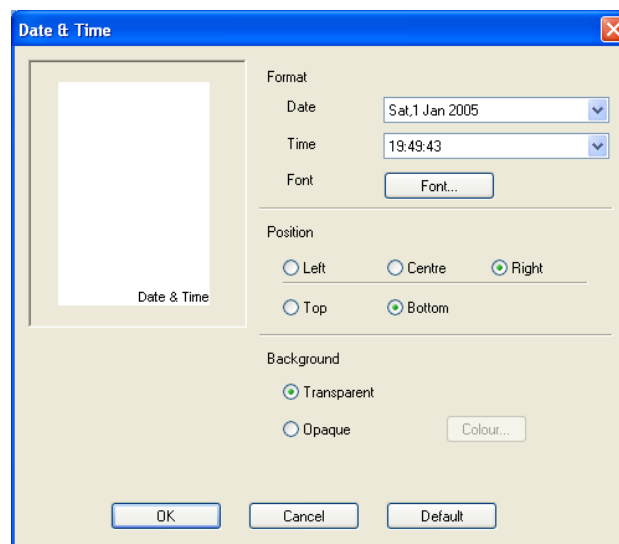 Date & Time
Date & Time
Format
Date Sat,1 Jan 2005
Time 19:49:43
Font Font...
Position
Left Centre Right
Top Bottom
Background
Transparent
Opaque Colour...
OK Cancel Default